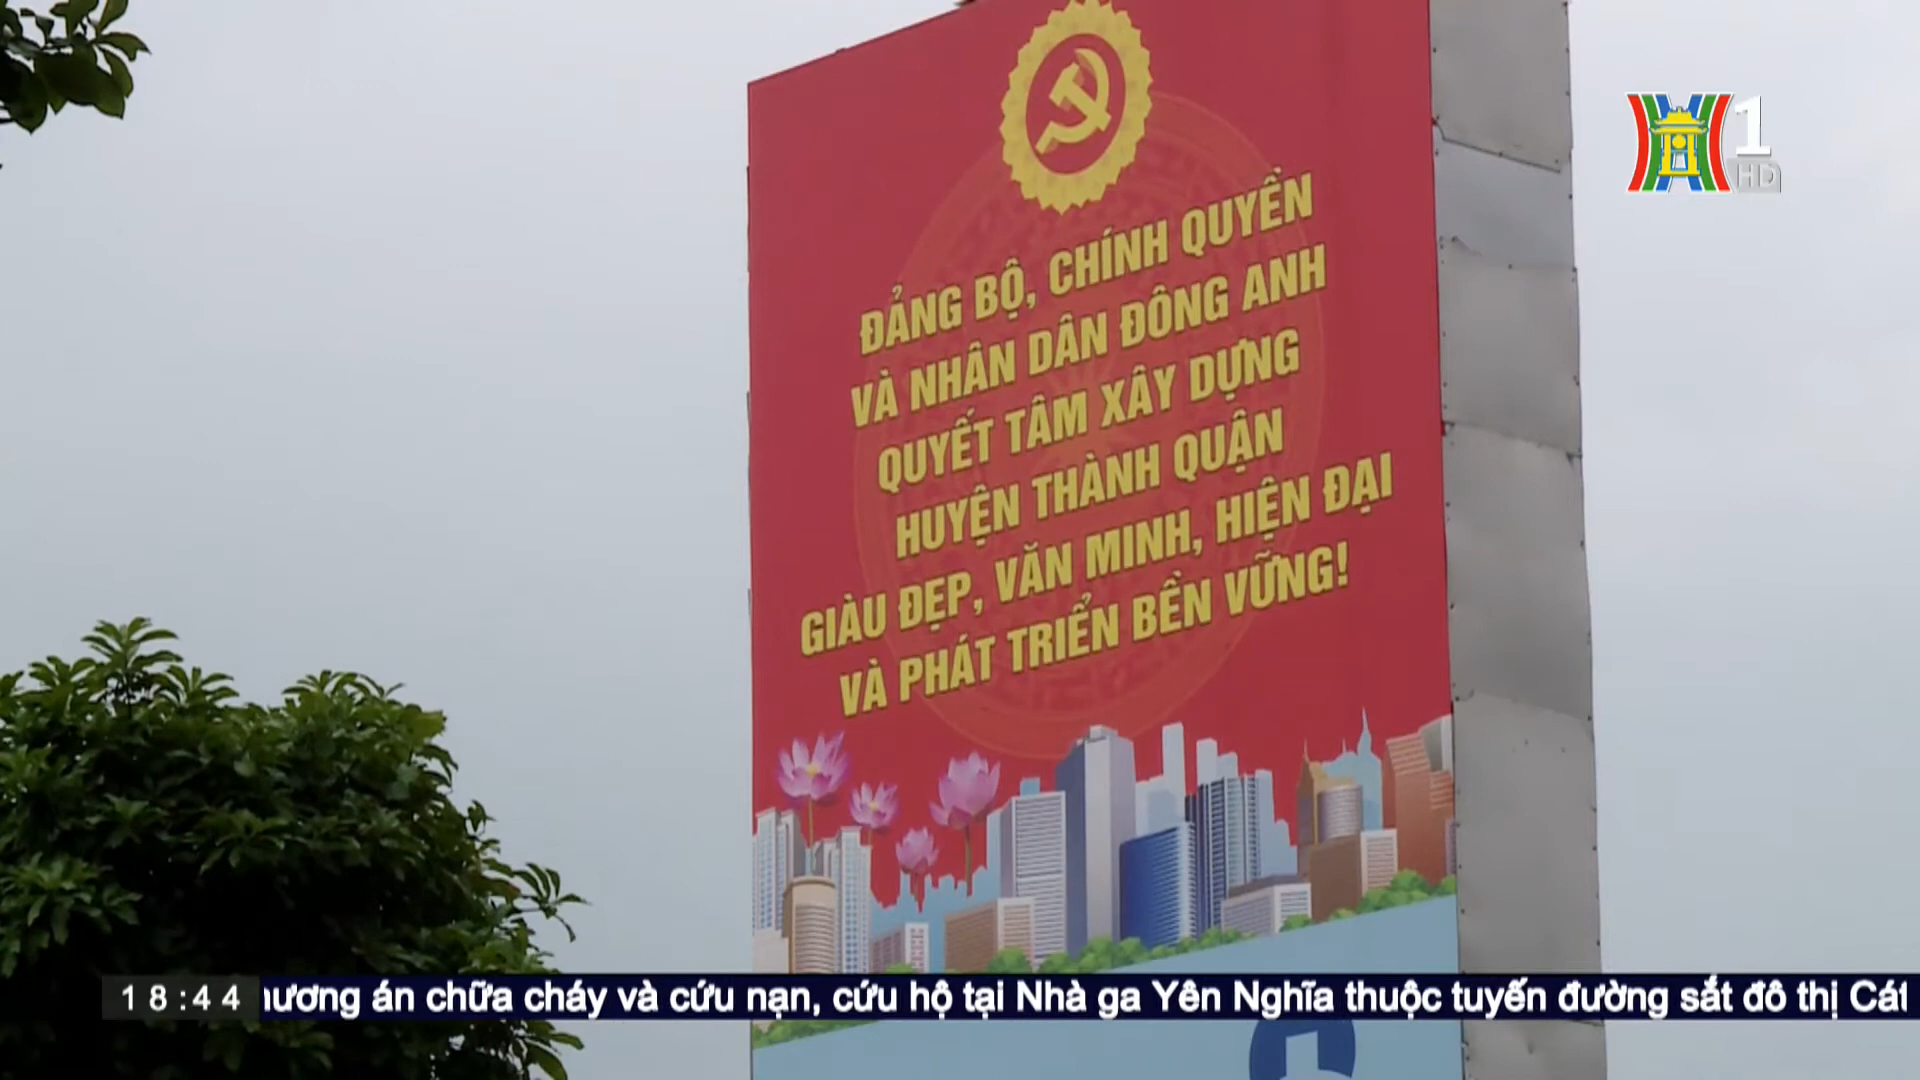 1
HD
ĐẢNG BỘ, CHÍNH QUYỀN
VÀ NHÂN DÂN ĐÔNG ANH
QUYẾT TÂM XÂY DỰNG
HUYỆN THÀNH QUẬN
GIÀU ĐẸP, VĂN MINH, HIỆN ĐẠI
VÀ PHÁT TRIỂN BỀN VỮNG!
18:44 án chữa cháy và cứu nạn, cứu hộ tại Nhà ga Yên Nghĩa thuộc tuyến đường sắt đô thị